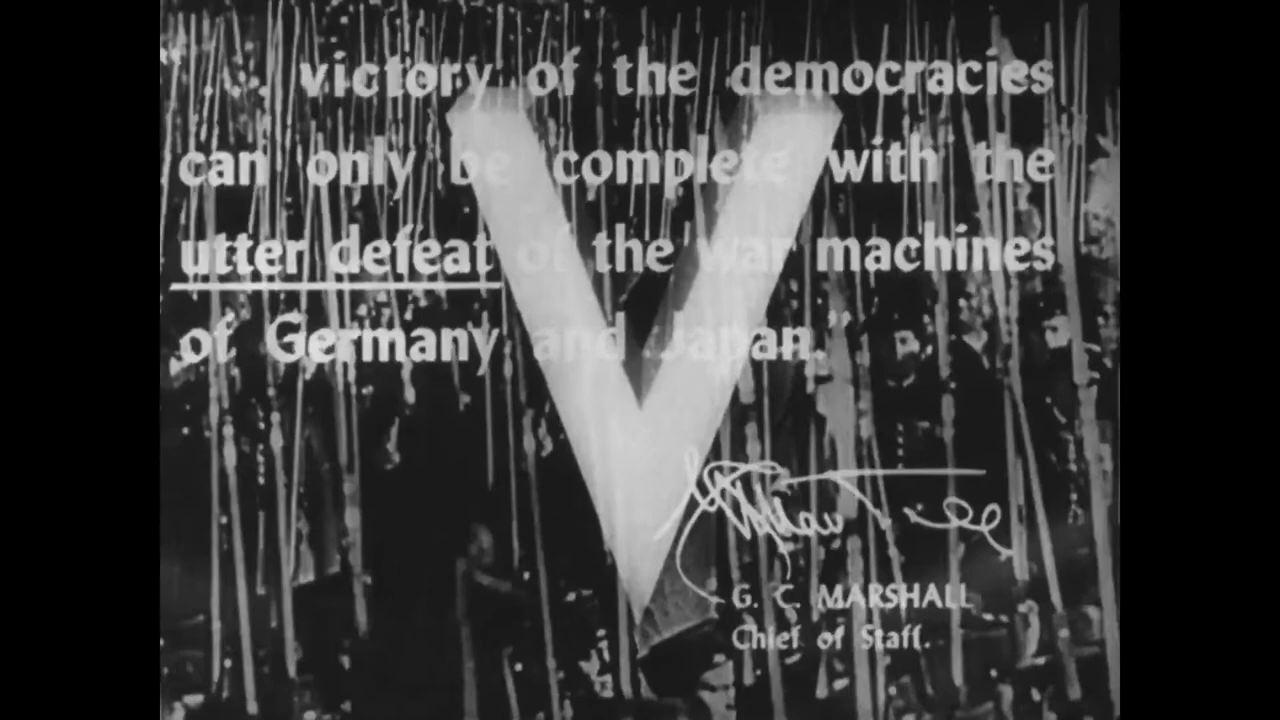 . . . victory of the democracies
can only be complete with the
utter defeat of the war machines
of Germany and Japan."
G. C. MARSHALL
Chief of Staff.